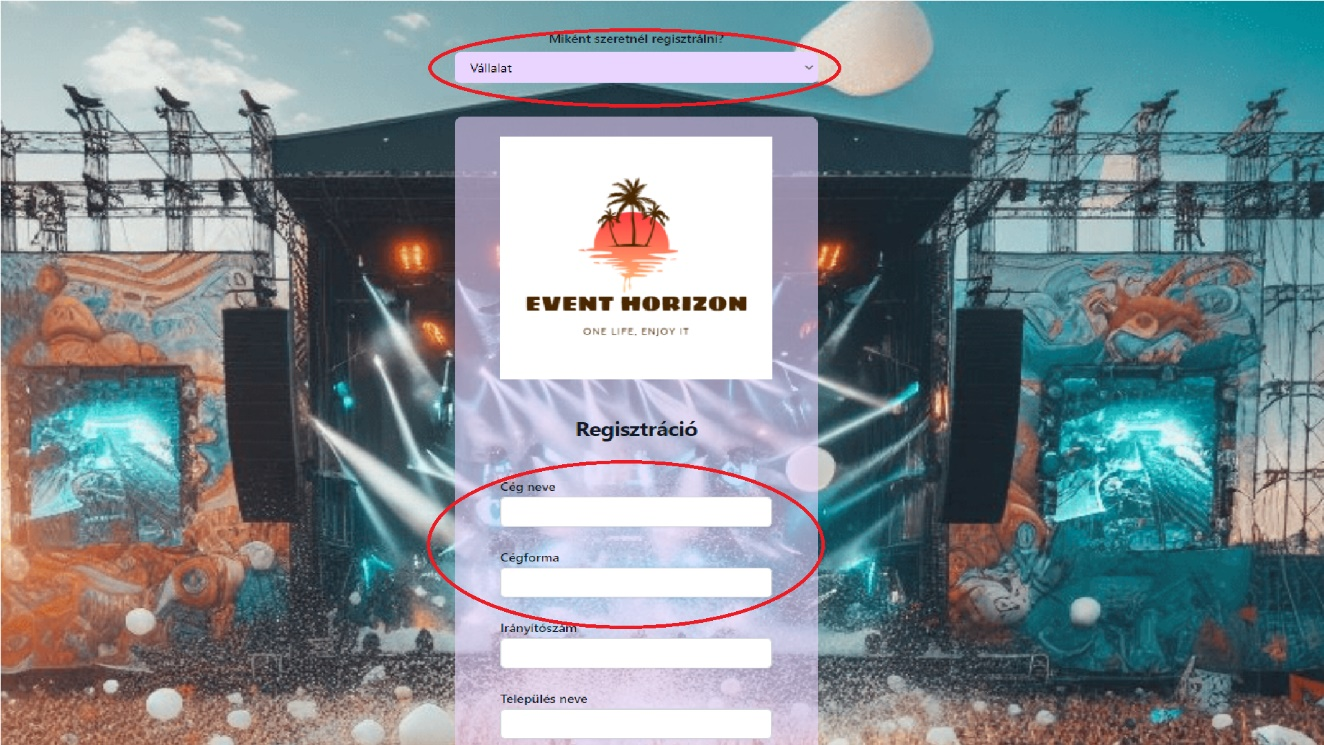 Miként szeretnél regisztrálni?
Vállalat
EVENT HORIZON
ONE LIFE, ENJOY IT
Regisztráció
Cég neve
Cégforma
Irányítószám
Település neve